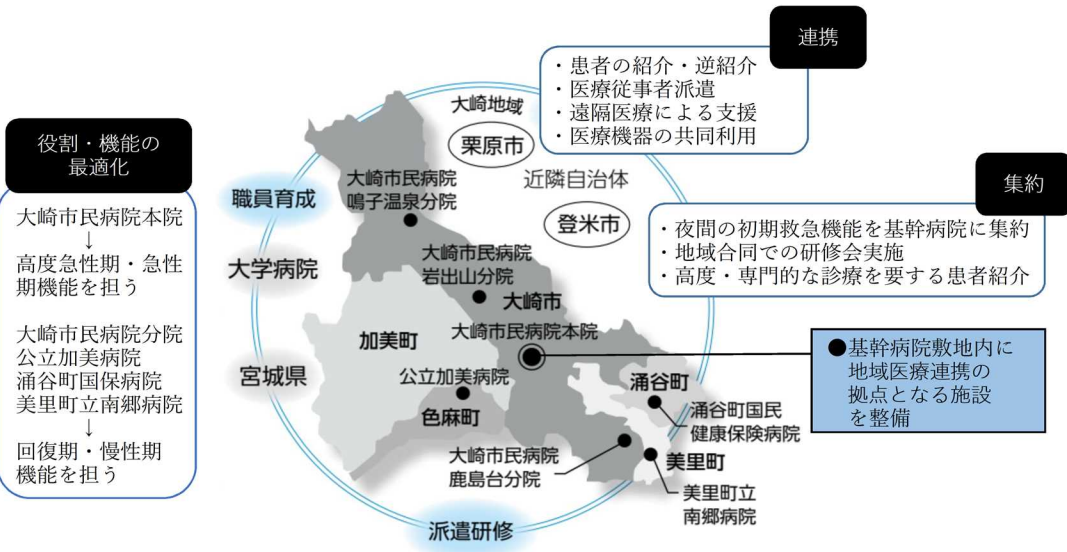 連携
・患者の紹介・逆紹介
・医療従事者派遣
・遠隔医療による支援
・医療機器の共同利用
役割・機能の
最適化
大崎市民病院本院
↓
高度急性期・急性
期機能を担う
大崎市民病院分院
公立加美病院
涌谷町国保病院
美里町立南郷病院
↓
回復期・慢性期
機能を担う
集約
・夜間の初期救急機能を基幹病院に集約
・地域合同での研修会実施
・高度・専門的な診療を要する患者紹介
●基幹病院敷地内に
地域医療連携の
拠点となる施設
を整備
大崎地域
栗原市
近隣自治体
登米市
職員育成
大学病院
宮城県
派遣研修
大崎市民病院
鳴子温泉分院
大崎市民病院
岩出山分院
大崎市
大崎市民病院本院
加美町
公立加美病院
色麻町
涌谷町
涌谷町国民
健康保険病院
大崎市民病院
鹿島台分院
美里町
美里町立
南郷病院